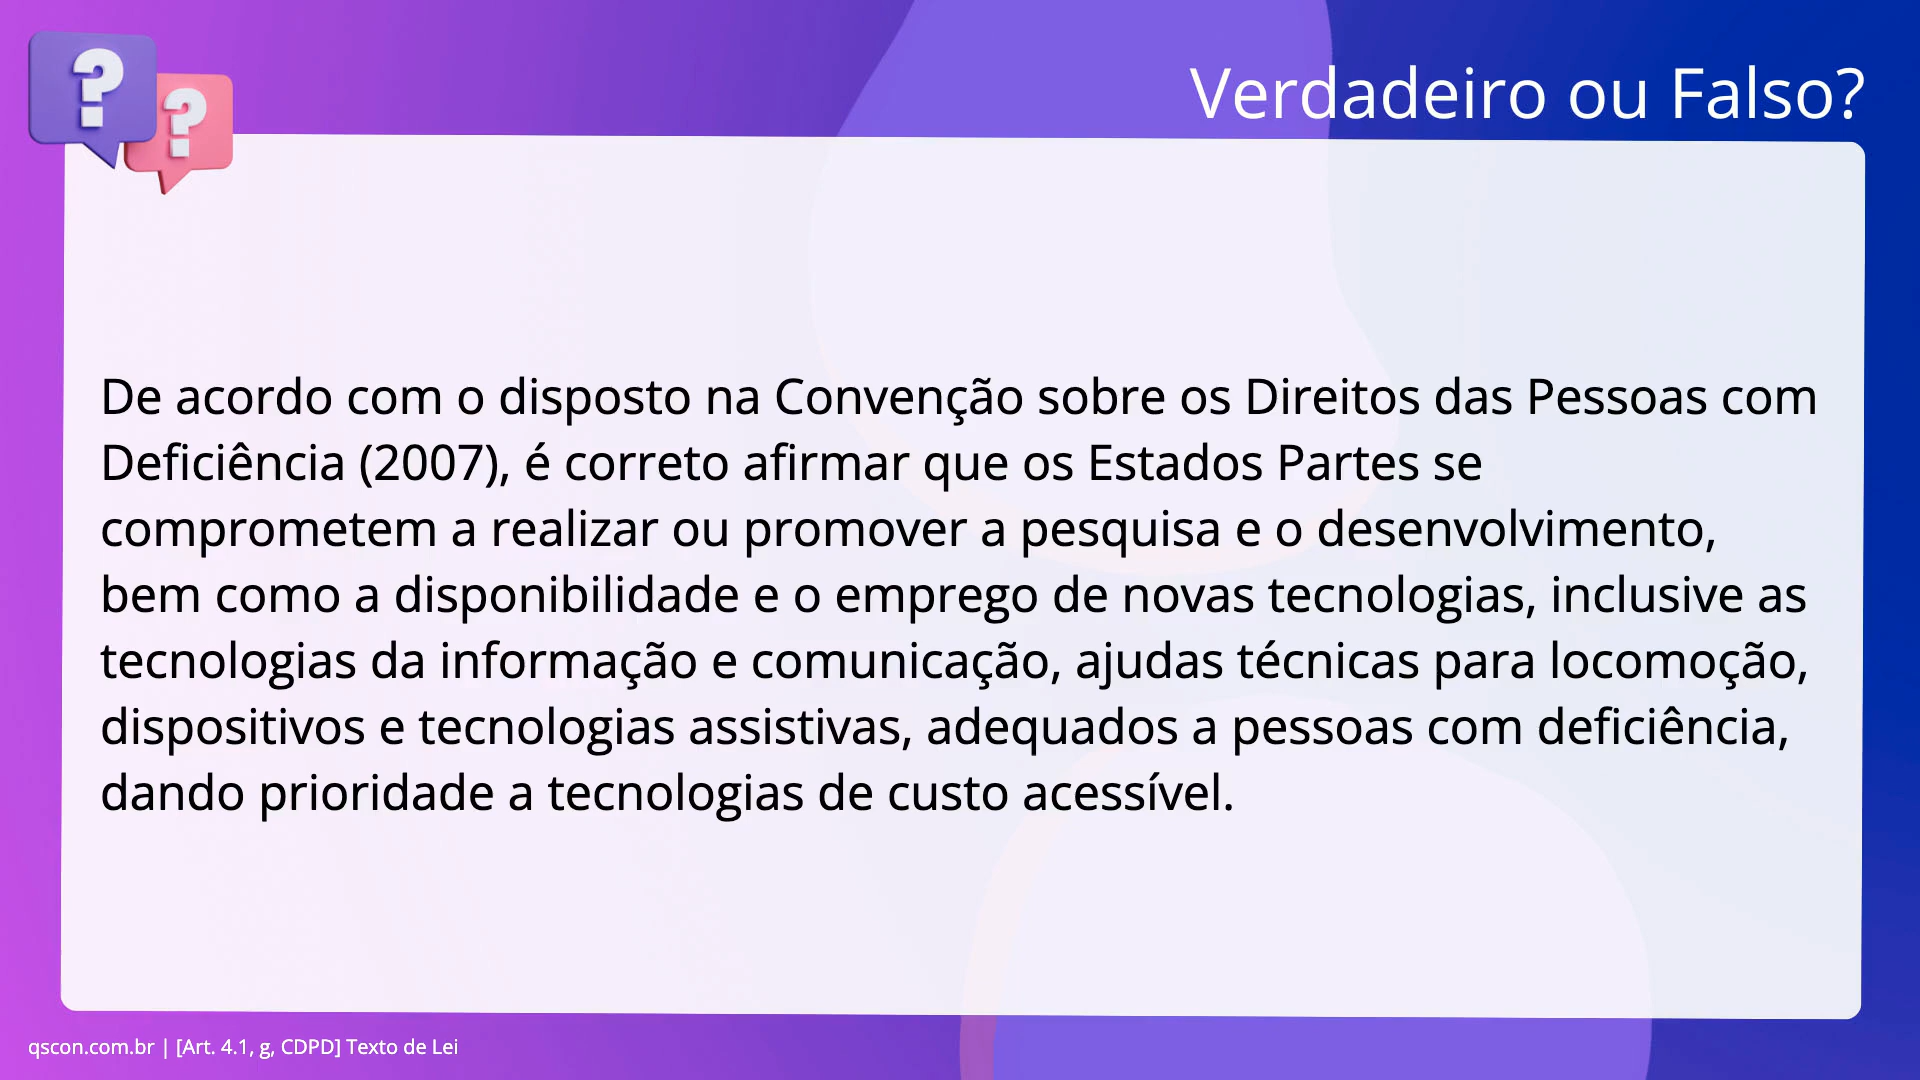 ? ?
Verdadeiro ou Falso?
De acordo com o disposto na Convenção sobre os Direitos das Pessoas com
Deficiência (2007), é correto afirmar que os Estados Partes se
comprometem a realizar ou promover a pesquisa e o desenvolvimento,
bem como a disponibilidade e o emprego de novas tecnologias, inclusive as
tecnologias da informação e comunicação, ajudas técnicas para locomoção,
dispositivos e tecnologias assistivas, adequados a pessoas com deficiência,
dando prioridade a tecnologias de custo acessível.
qscon.com.br | [Art. 4.1, g, CDPD] Texto de Lei